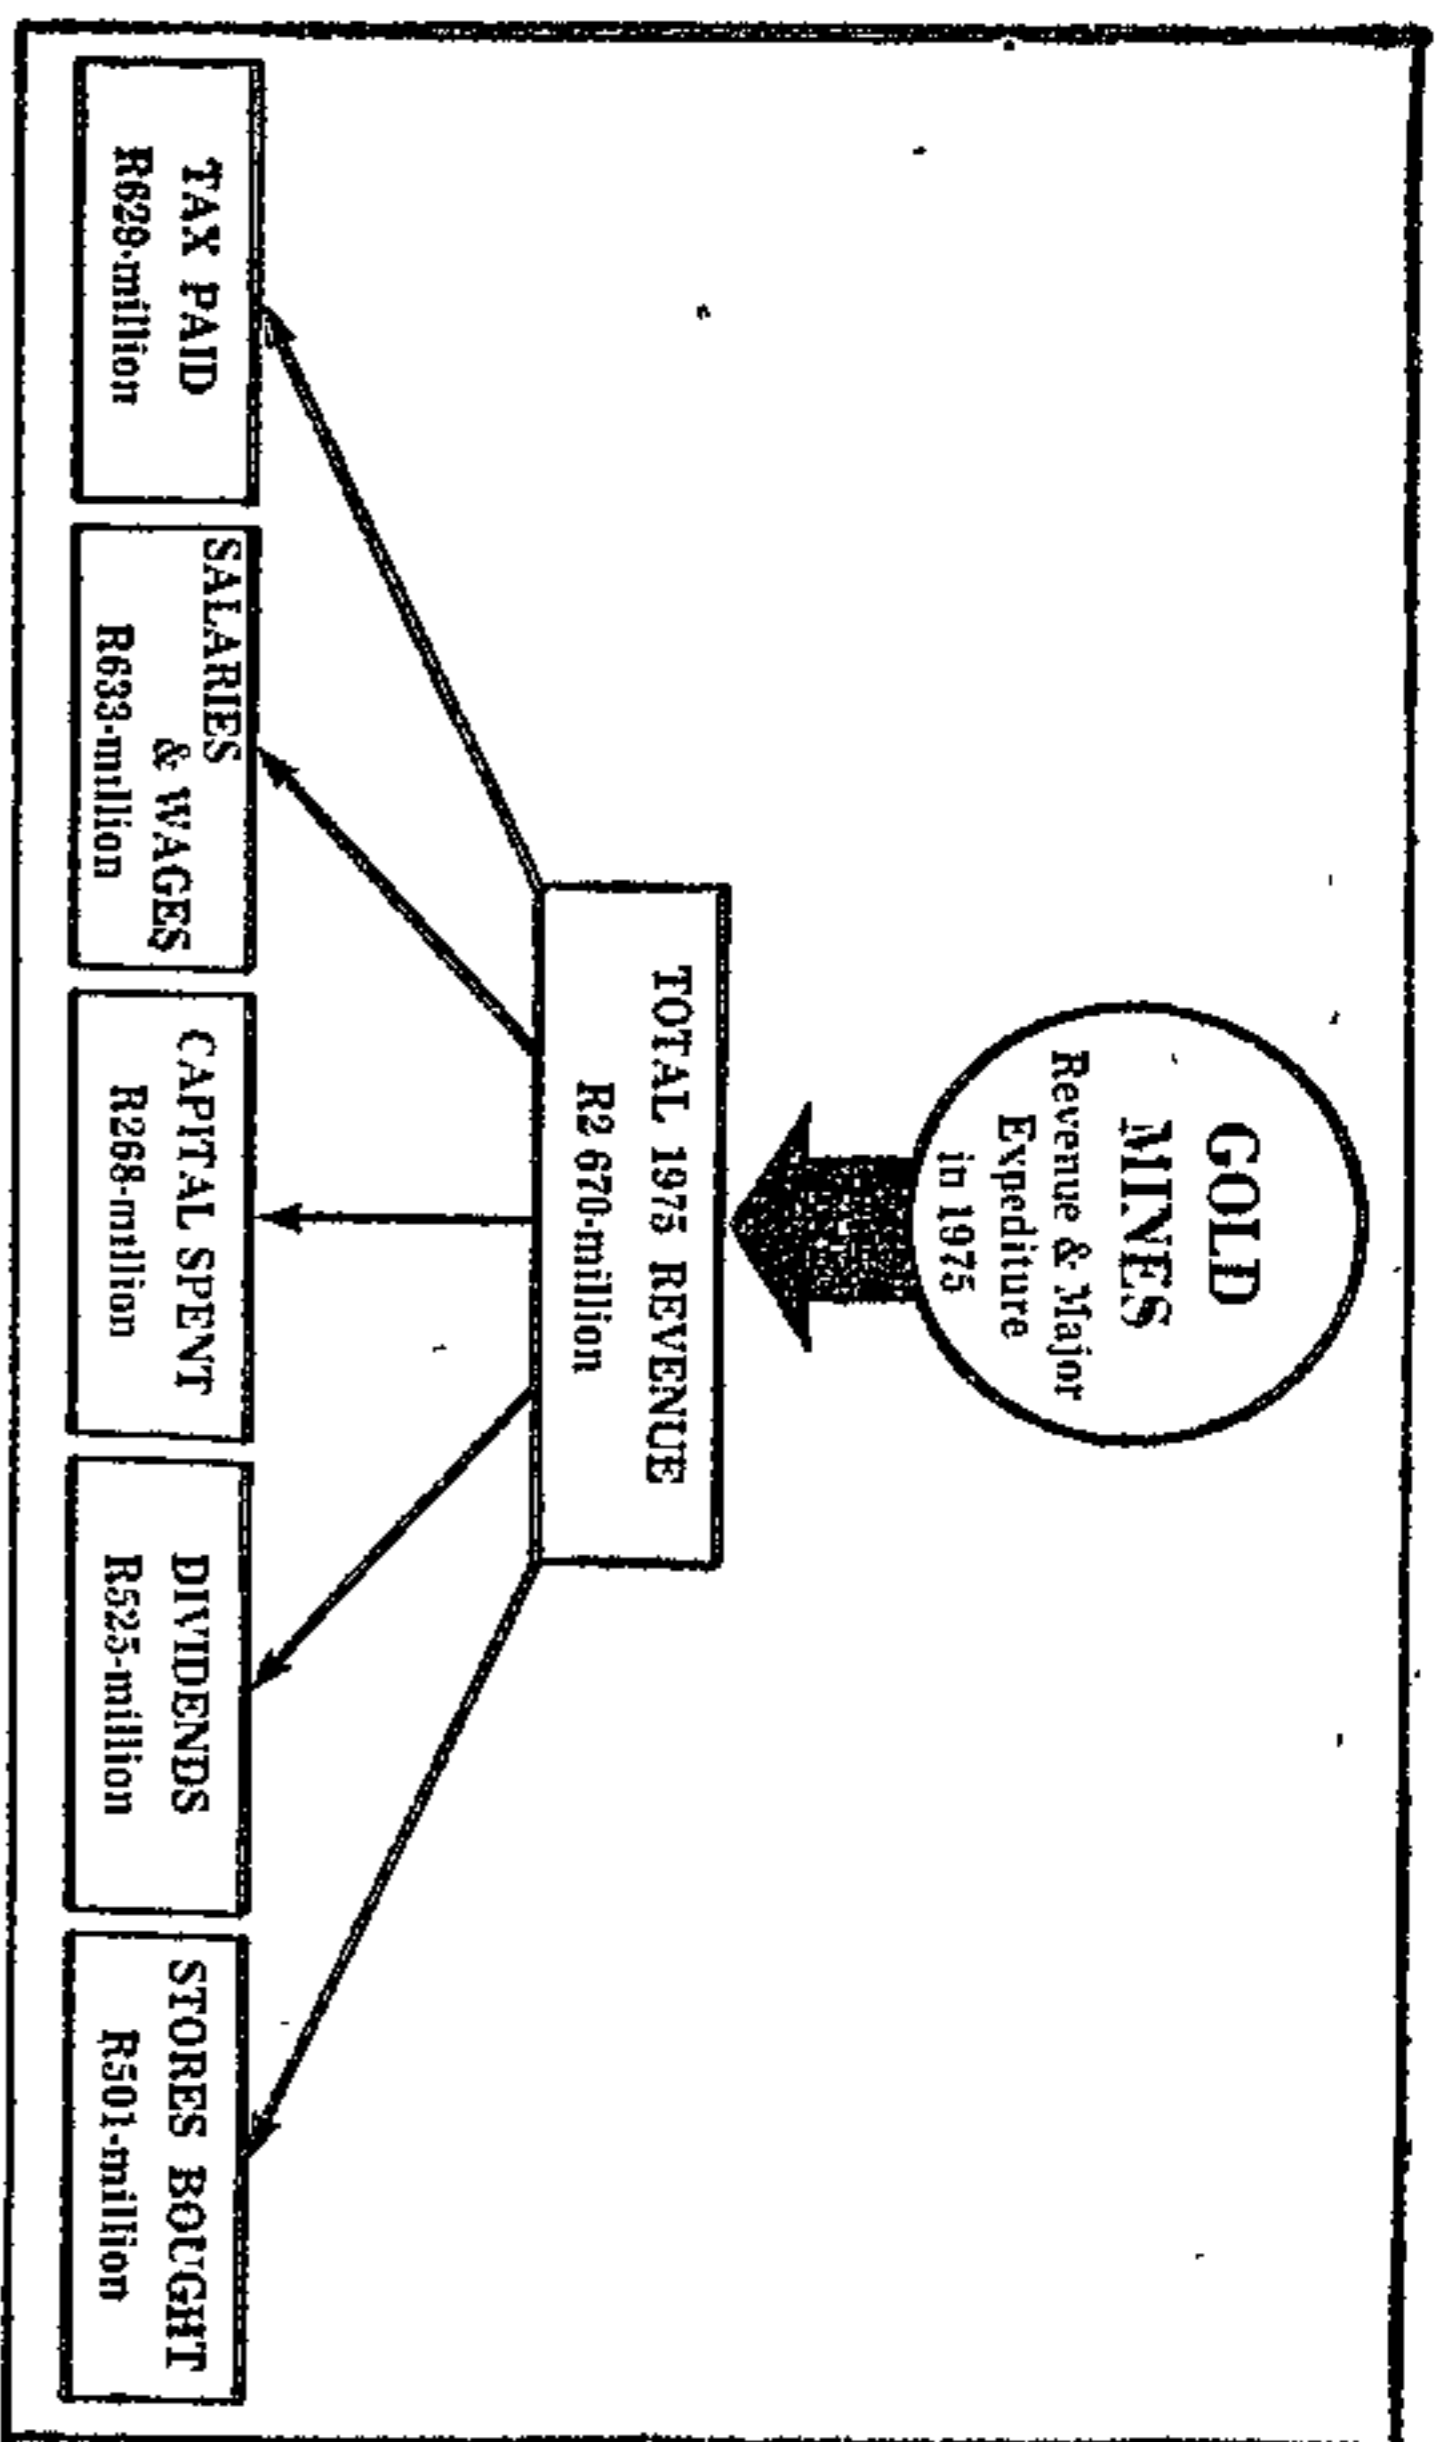 GOLD
MINES
Revenue & Major
Expediture
in 1975
TOTAL 1975 REVENUE
R2 670-million
TAX PAID
R629-million
SALARIES
& WAGES
R633-million
CAPITAL SPENT
R268-million
DIVIDENDS
R525-million
STORES BOUGHT
R501-million